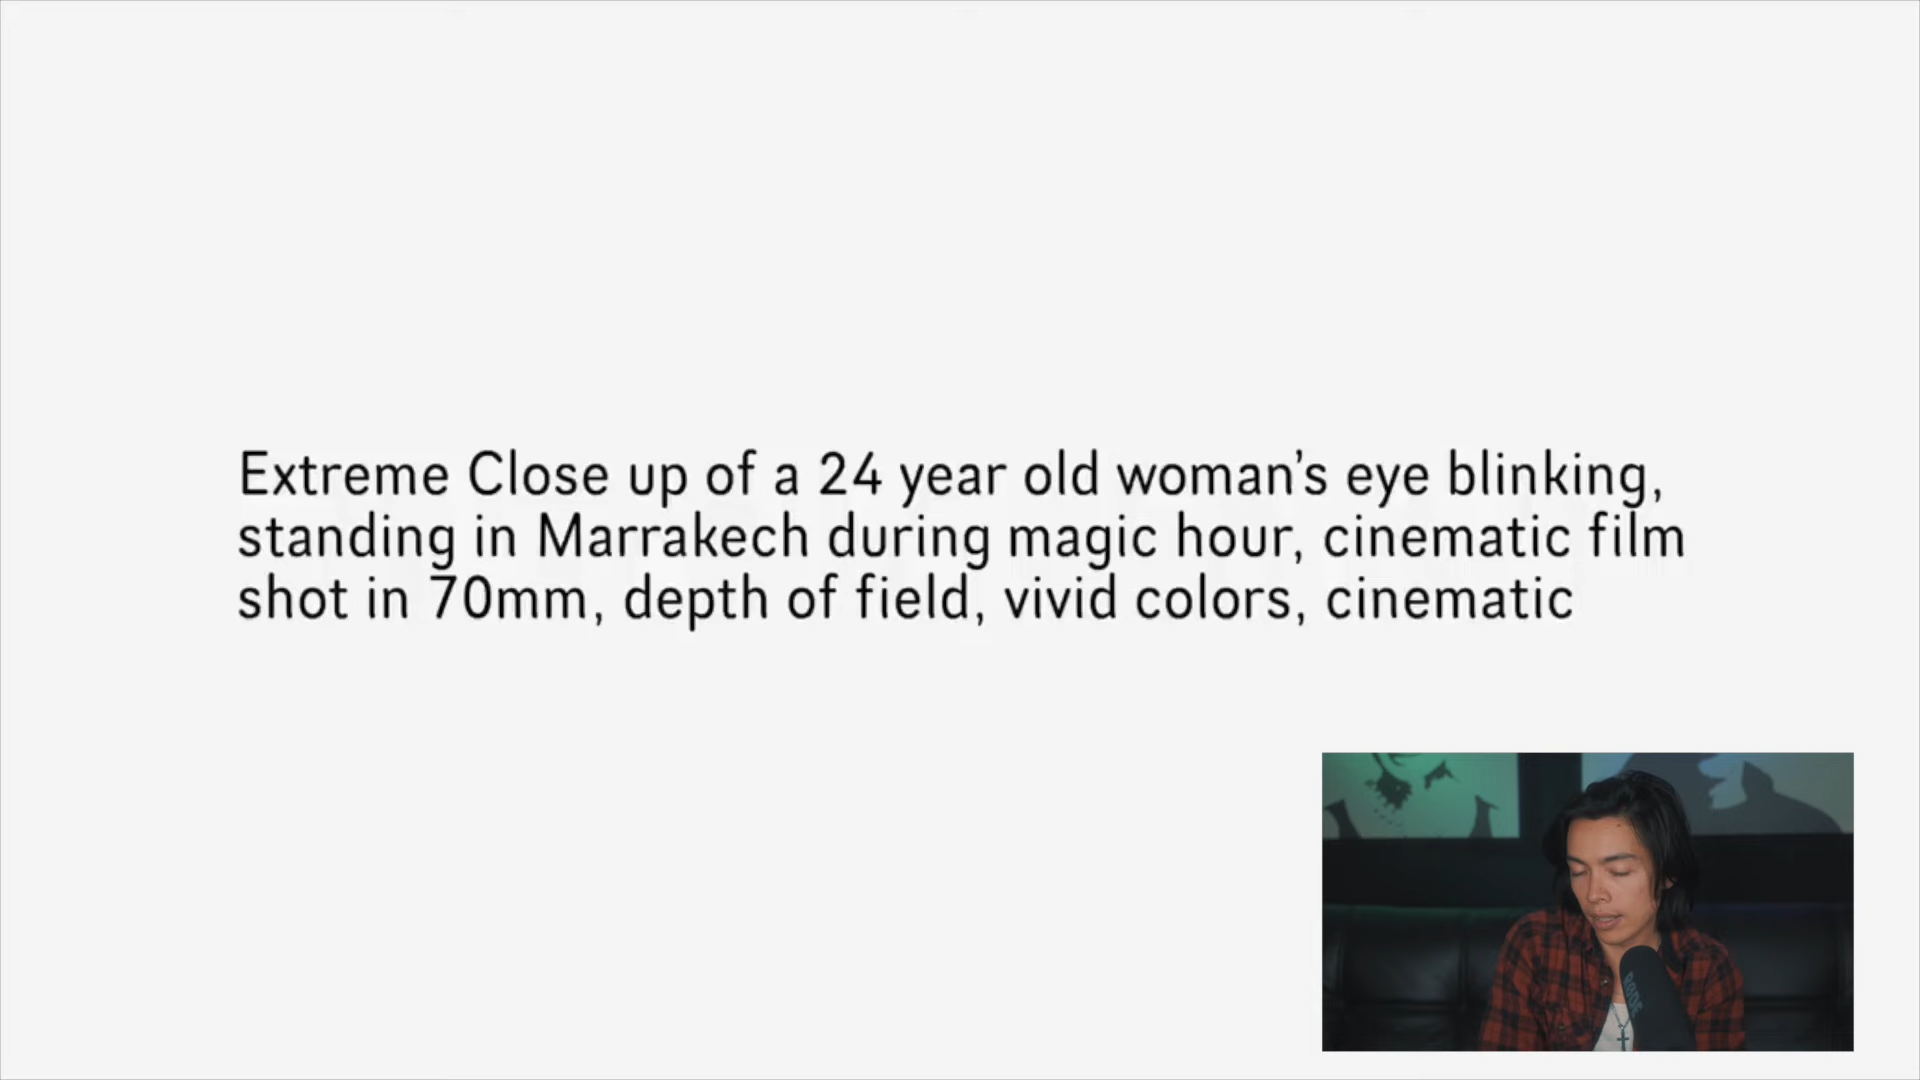 Extreme Close up of a 24 year old woman’s eye blinking,
standing in Marrakech during magic hour, cinematic film
shot in 70mm, depth of field, vivid colors, cinematic
RODE